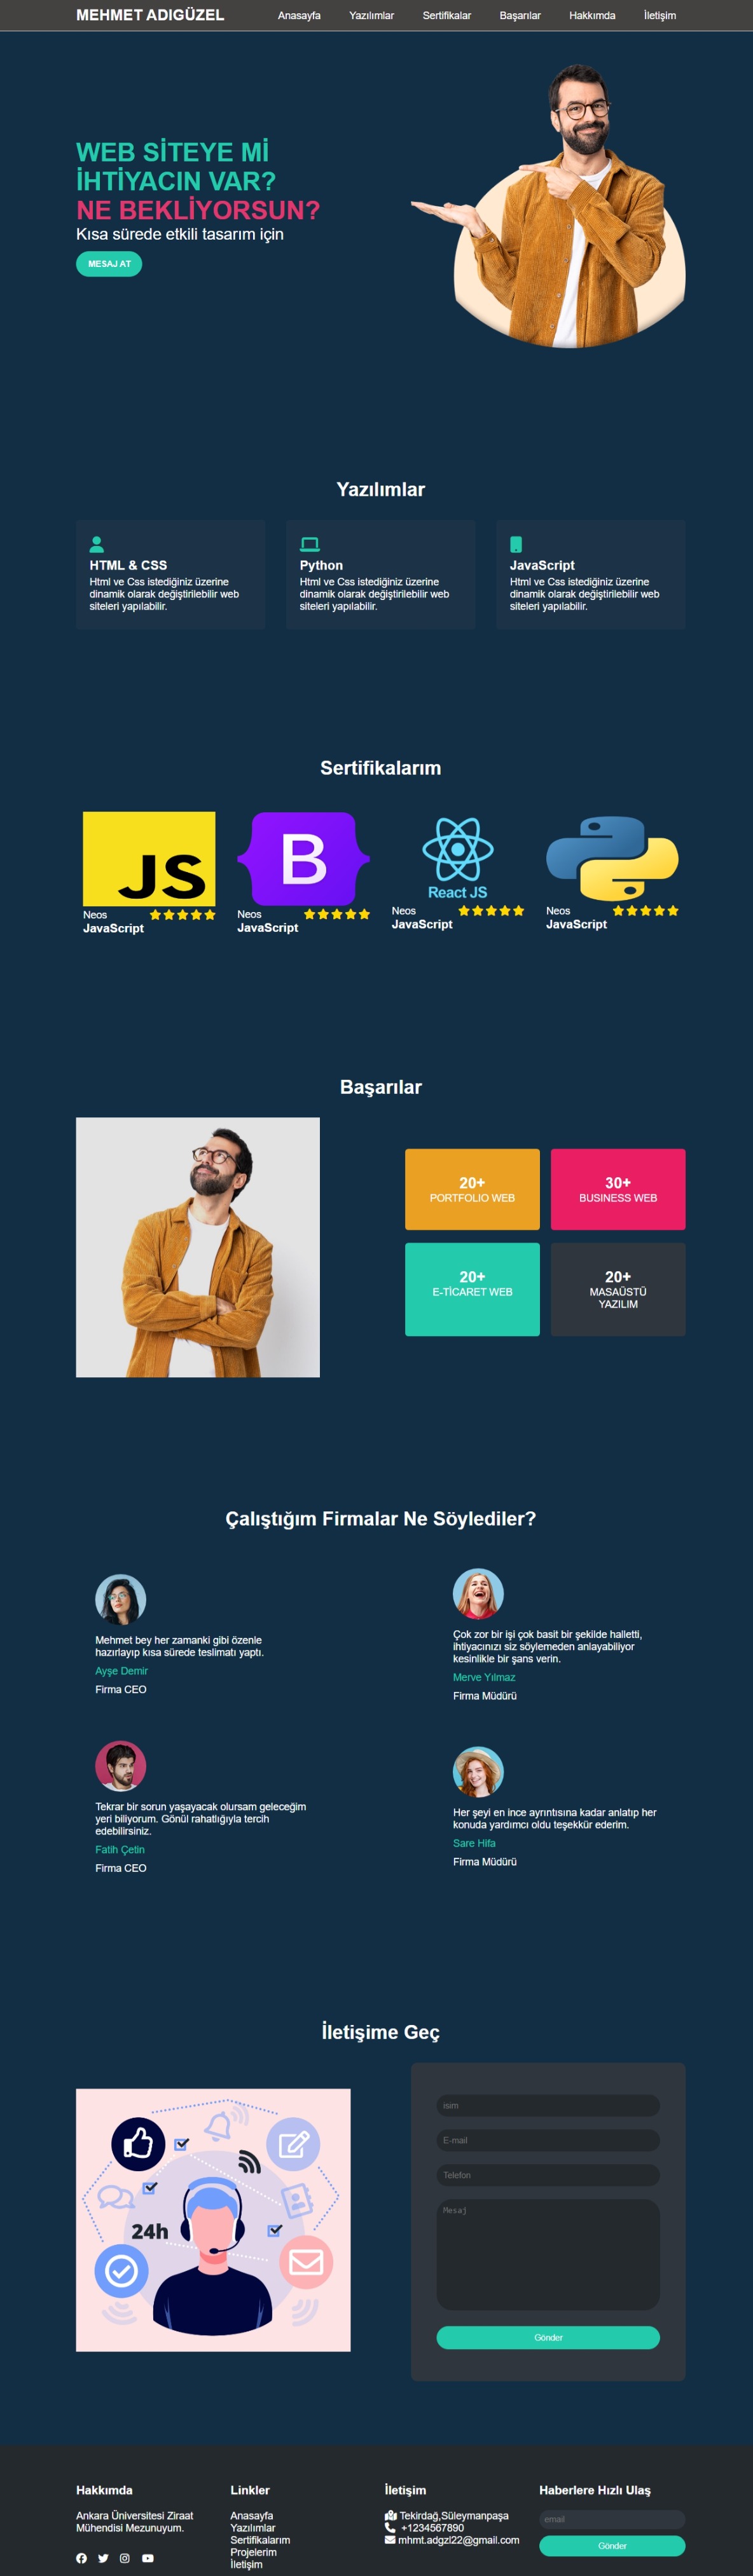 MEHMET ADIGÜZEL
Anasayfa
Yazılımlar
Sertifikalar
Başarılar
Hakkımda
İletişim
WEB SİTEYE Mİ
İHTİYACIN VAR?
NE BEKLİYORSUN?
Kısa sürede etkili tasarım için
MESAJ AT
Yazılımlar
HTML & CSS
Html ve Css istediğiniz üzerine
dinamik olarak değiştirilebilir web
siteleri yapılabilir.
Python
Html ve Css istediğiniz üzerine
dinamik olarak değiştirilebilir web
siteleri yapılabilir.
JavaScript
Html ve Css istediğiniz üzerine
dinamik olarak değiştirilebilir web
siteleri yapılabilir.
Sertifikalarım
JS
Neos
JavaScript
B
Neos
JavaScript
React JS
Neos
JavaScript
Neos
JavaScript
Başarılar
20+
PORTFOLIO WEB
30+
BUSINESS WEB
20+
E-TİCARET WEB
20+
MASAÜSTÜ
YAZILIM
Çalıştığım Firmalar Ne Söylediler?
Mehmet bey her zamanki gibi özenle
hazırlayıp kısa sürede teslimatı yaptı.
Ayşe Demir
Firma CEO
Çok zor bir işi çok basit bir şekilde halletti,
ihtiyacınızı siz söylemeden anlayabiliyor
kesinlikle bir şans verin.
Merve Yılmaz
Firma Müdürü
Tekrar bir sorun yaşayacak olursam geleceğim
yeri biliyorum. Gönül rahatlığıyla tercih
edebilirsiniz.
Fatih Çetin
Firma CEO
Her şeyi en ince ayrıntısına kadar anlatıp her
konuda yardımcı oldu teşekkür ederim.
Sare Hifa
Firma Müdürü
İletişime Geç
24h
isim
E-mail
Telefon
Mesaj
Gönder
Hakkımda
Ankara Üniversitesi Ziraat
Mühendisi Mezunuyum.
Linkler
Anasayfa
Yazılımlar
Sertifikalarım
Projelerim
İletişim
İletişim
Tekirdağ,Süleymanpaşa
+1234567890
mhmt.adgzl22@gmail.com
Haberlere Hızlı Ulaş
email
Gönder